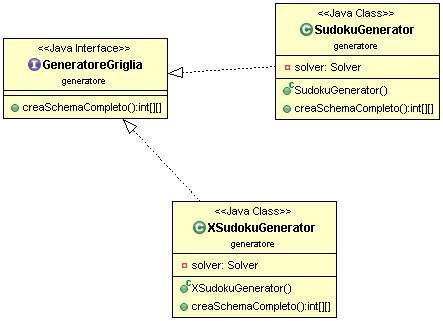 <<Java Interface>>
I GeneratoreGriglia
generatore
creaSchemaCompleto():int[][]
<<Java Class>>
C SudokuGenerator
generatore
solver: Solver
C SudokuGenerator()
creaSchemaCompleto():int[][]
<<Java Class>>
C XSudokuGenerator
generatore
solver: Solver
C XSudokuGenerator()
creaSchemaCompleto():int[][]